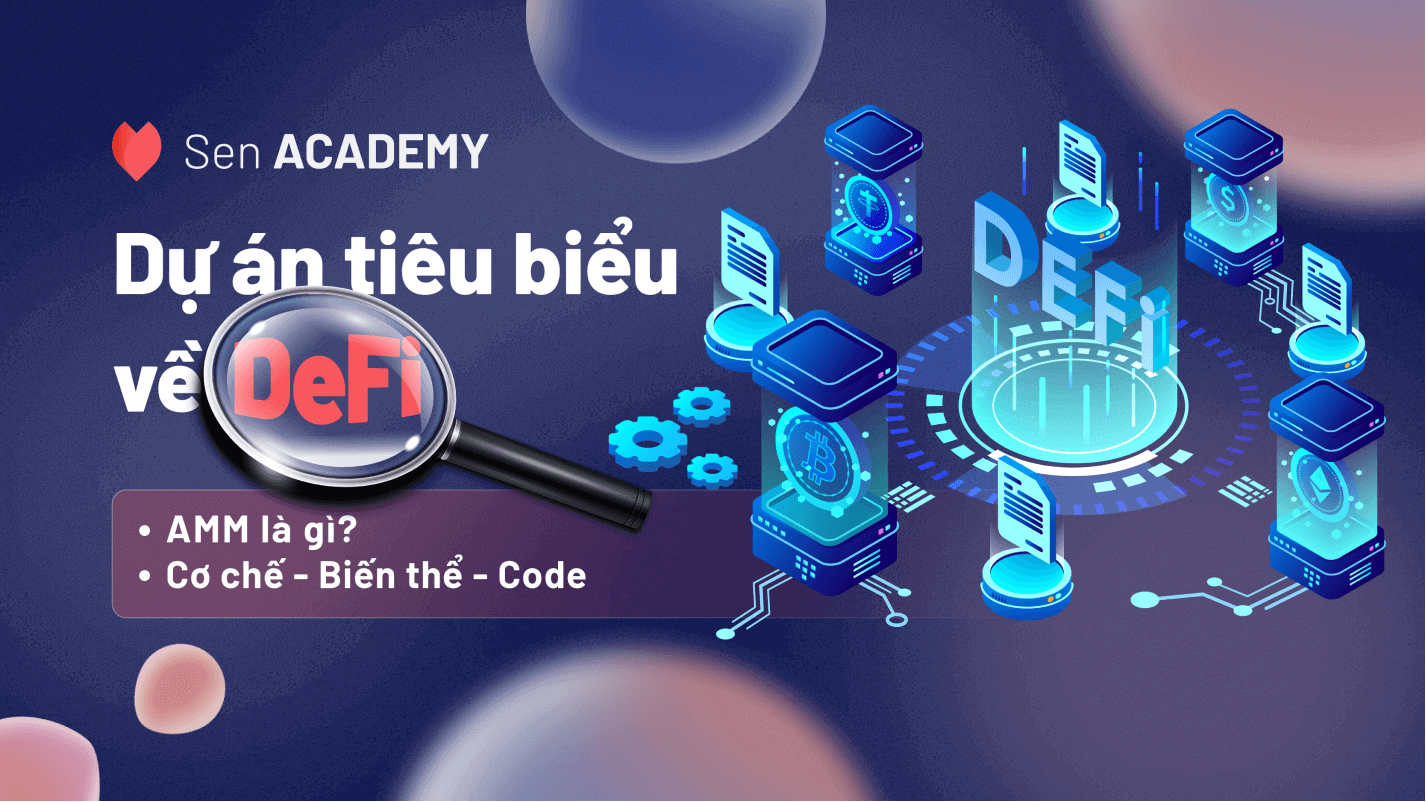 Sen ACADEMY
Dự án tiêu biểu
về DeFi
• AMM là gì?
• Cơ chế - Biến thể - Code
DEFi